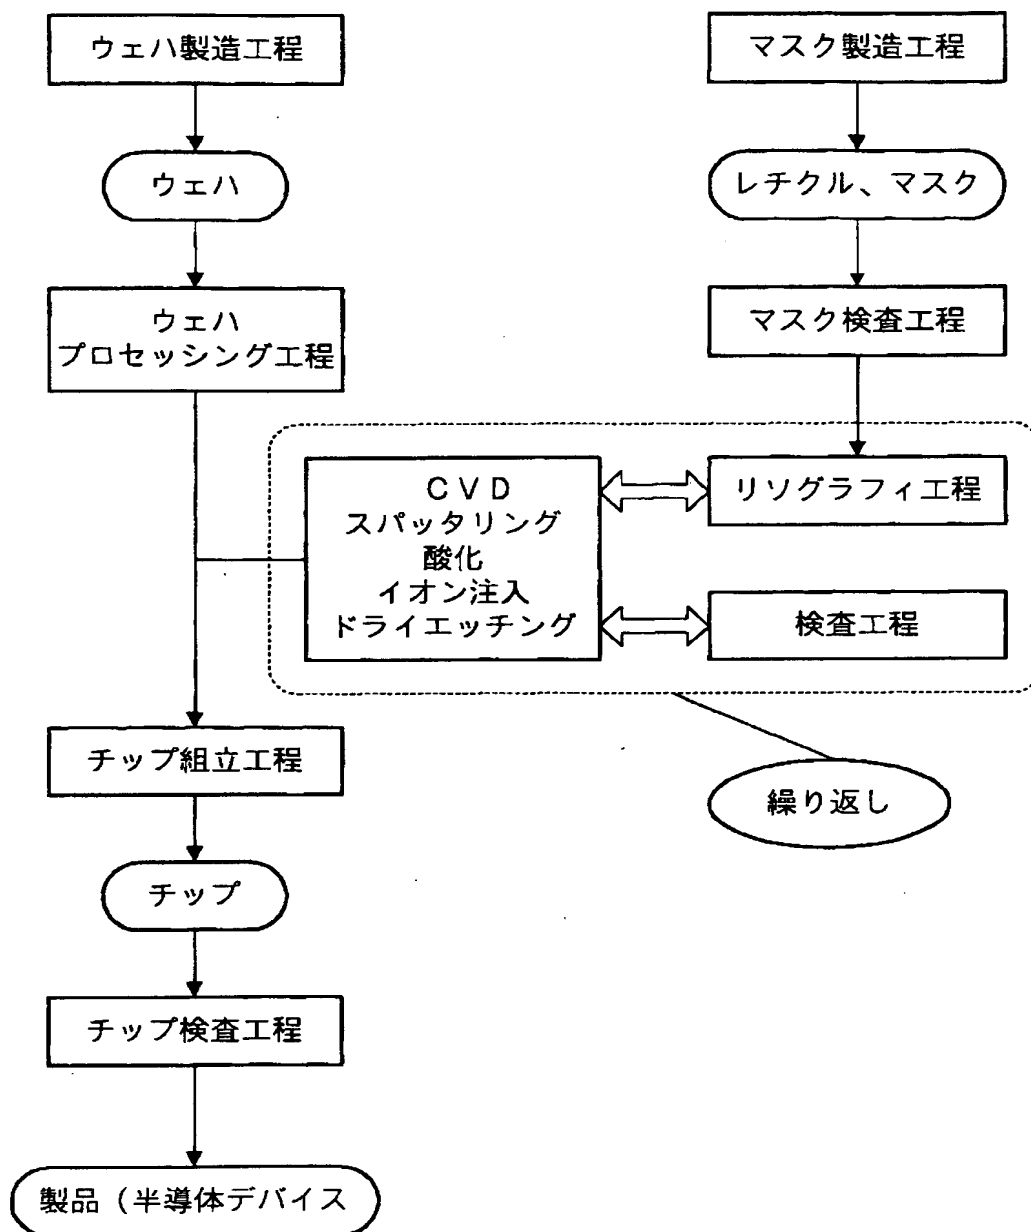 ウェハ製造工程
ウェハ
ウェハ
プロセッシング工程
マスク製造工程
レチクル、マスク
マスク検査工程
CVD
スパッタリング
酸化
イオン注入
ドライエッチング
リソグラフィ工程
検査工程
繰り返し
チップ組立工程
チップ
チップ検査工程
製品（半導体デバイス